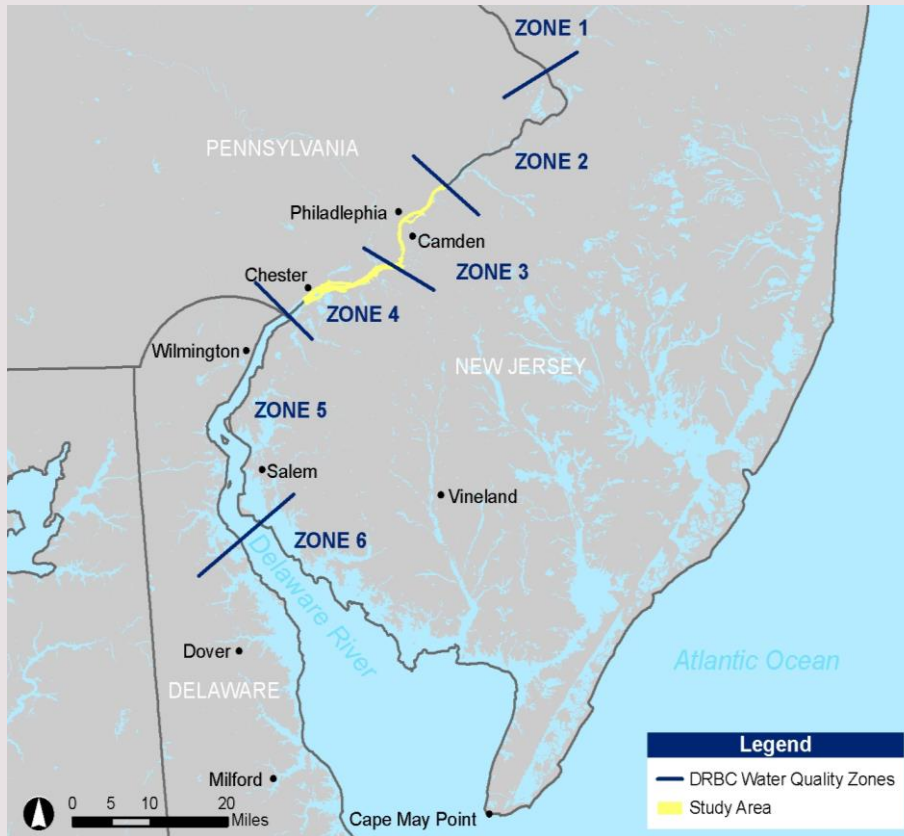 ZONE 1
PENNSYLVANIA
ZONE 2
Philadlephia
Camden
ZONE 3
Chester
ZONE 4
Wilmington
NEW JERSEY
ZONE 5
Salem
Vineland
ZONE 6
Delaware River
Dover
Atlantic Ocean
DELAWARE
Legend
DRBC Water Quality Zones
Study Area
Milford
0 5 10 20
Miles
Cape May Point